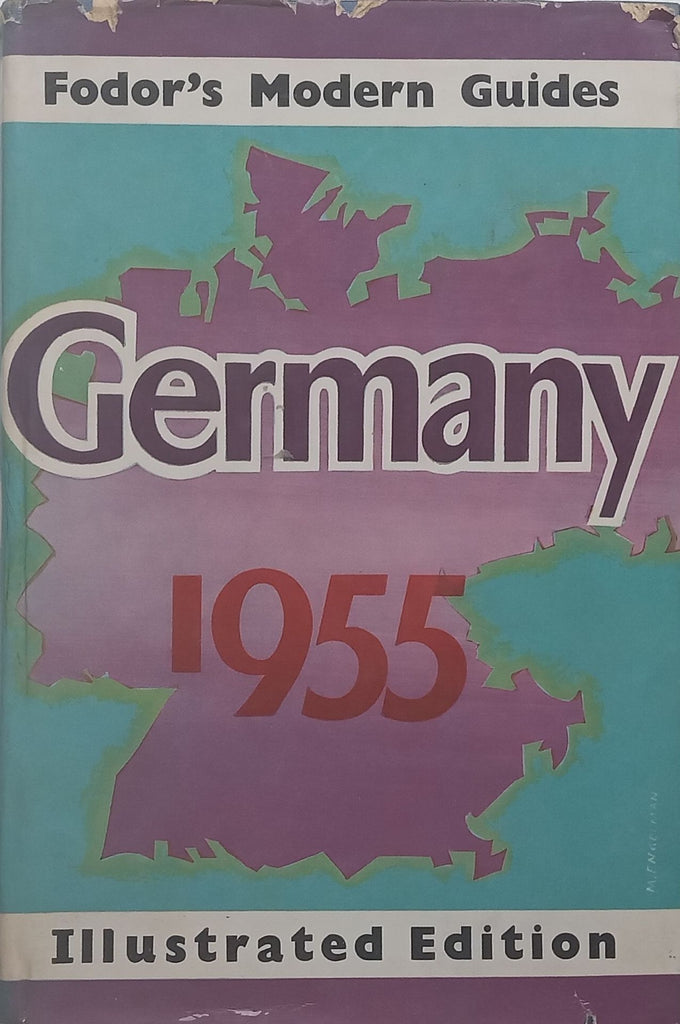 Fodor's Modern Guides
Germany
1955
Illustrated Edition